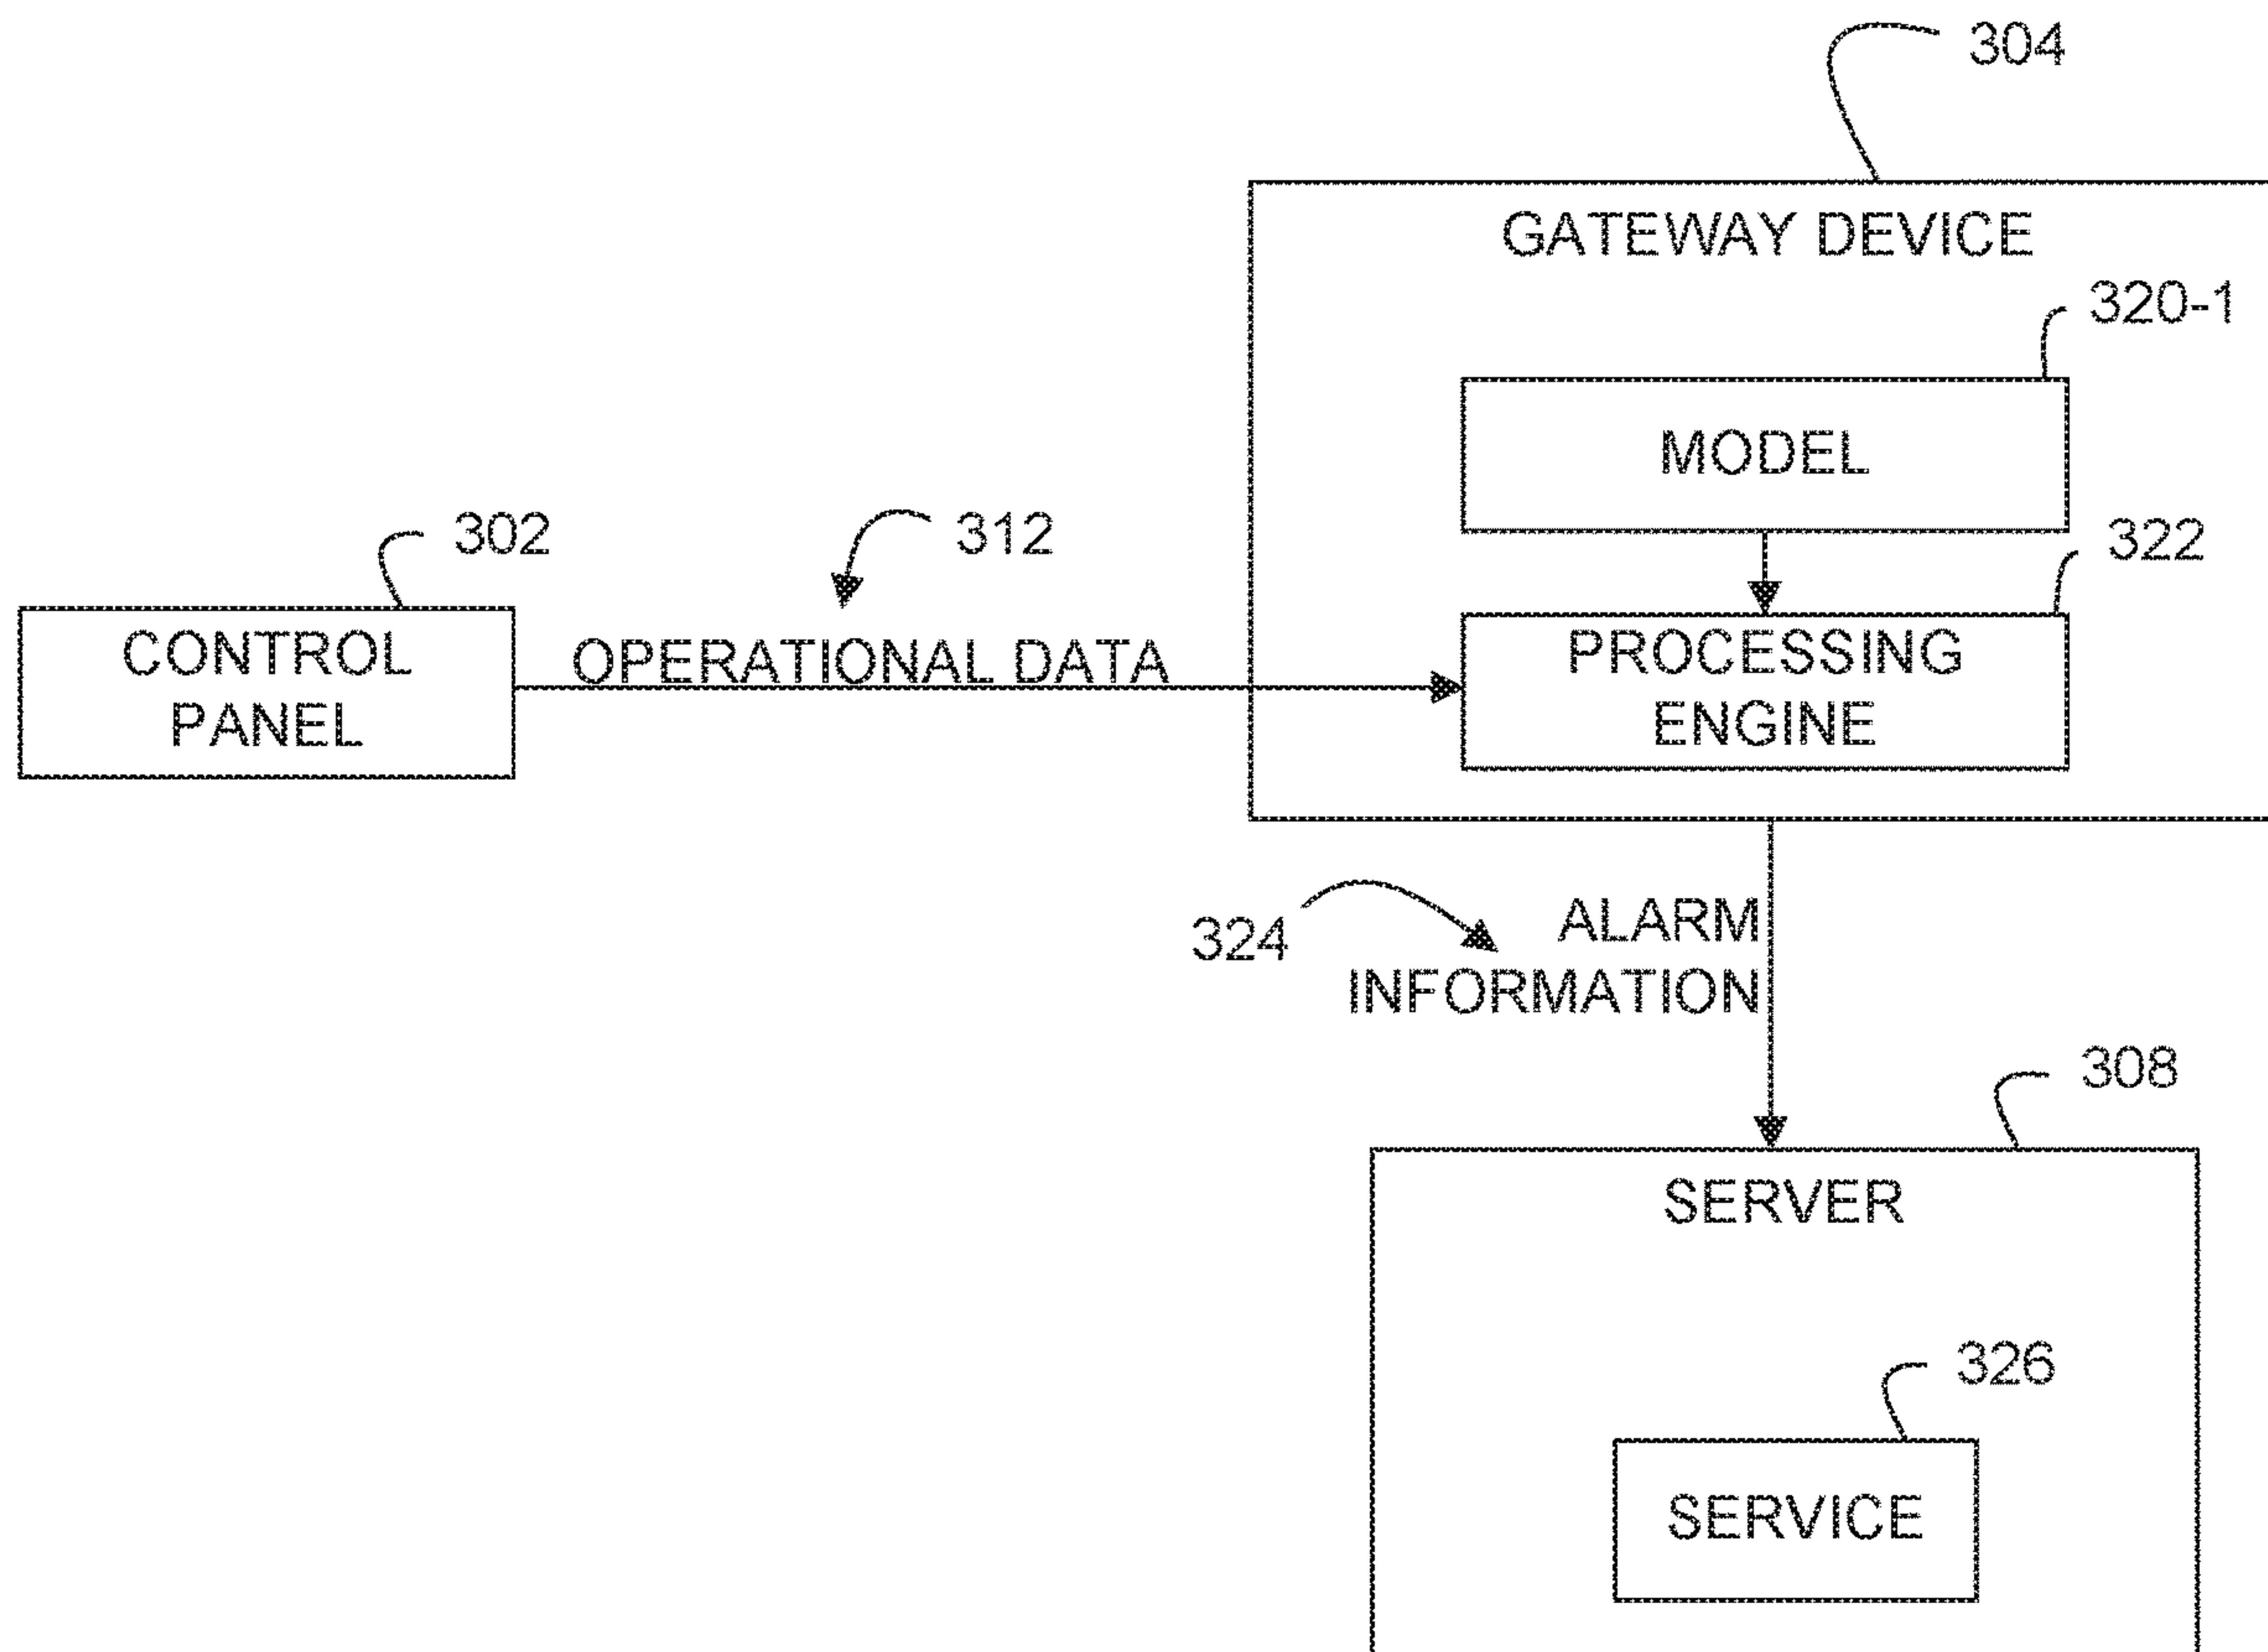 304
GATEWAY DEVICE
320-1
MODEL
302
312
322
CONTROL
PANEL
OPERATIONAL DATA
PROCESSING
ENGINE
324
ALARM
INFORMATION
308
SERVER
326
SERVICE